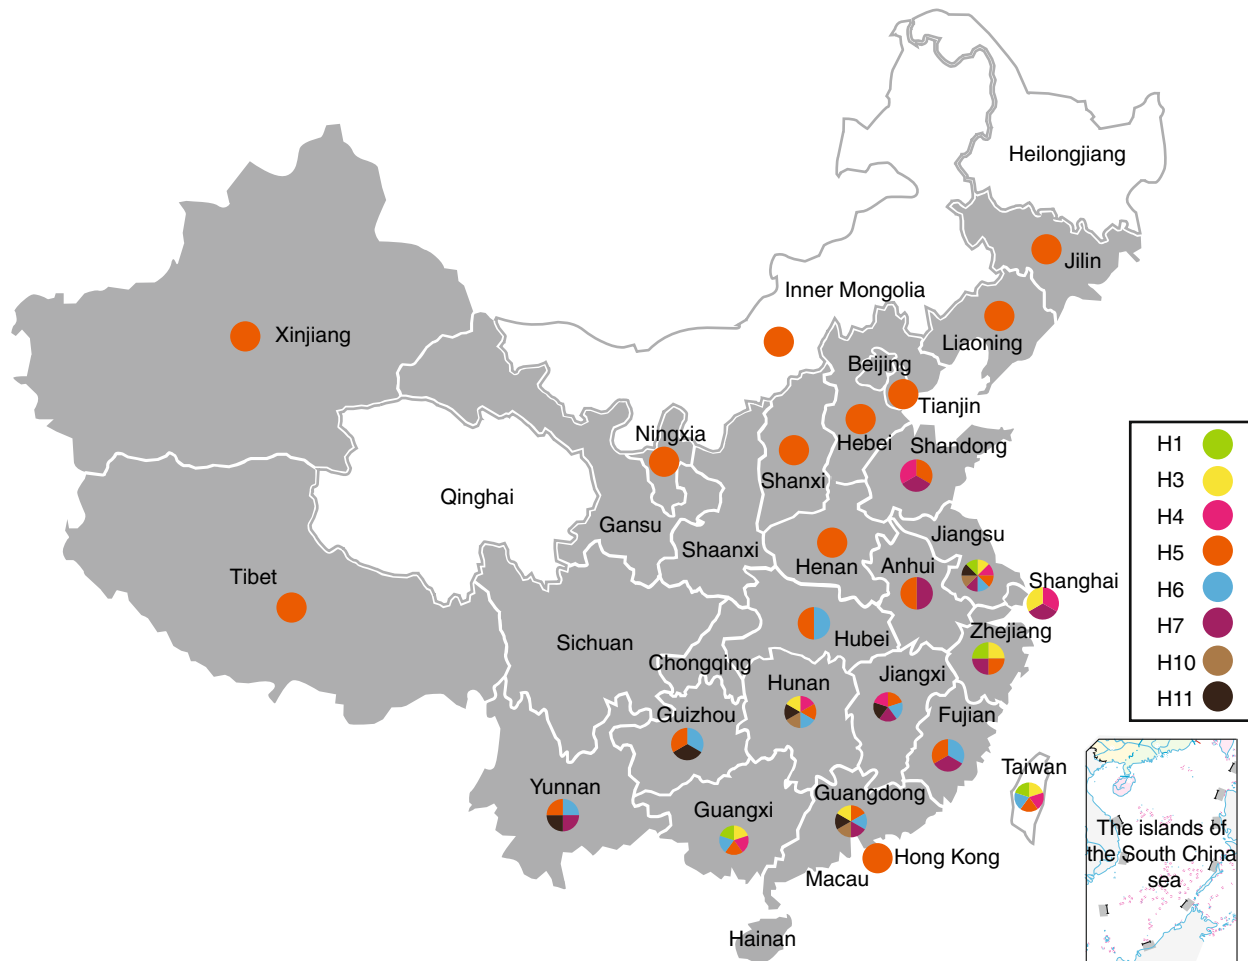 Heilongjiang
Jilin
Inner Mongolia
Xinjiang
Liaoning
Beijing
Tianjin
Ningxia
Hebei
Shandong
Shanxi
Qinghai
Gansu
Shaanxi
Jiangsu
Henan
Anhui
Tibet
Shanghai
Hubei
Zhejiang
Sichuan
Chongqing
Hunan
Jiangxi
Guizhou
Fujian
Yunnan
Guangxi
Guangdong
Taiwan
Hong Kong
Macau
Hainan
H1
H3
H4
H5
H6
H7
H10
H11
The islands of
the South China
sea